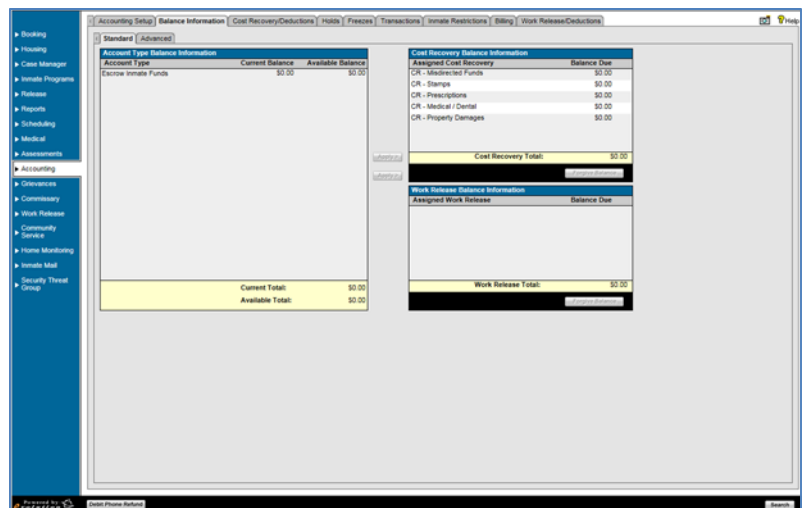 Accounting Setup Balance Information Cost Recovery/Deductions Holds Freezes Transactions Inmate Restrictions Billing Work Release/Deductions Help
Standard Advanced
Booking
Housing
Case Manager
Inmate Programs
Release
Reports
Scheduling
Medical
Assessments
Accounting
Grievances
Commissary
Work Release
Community
Service
Home Monitoring
Inmate Mail
Security Threat
Group
Account Type Balance Information
Account Type Current Balance Available Balance
Escrow Inmate Funds $0.00 $0.00
Current Total: $0.00
Available Total: $0.00
Cost Recovery Balance Information
Assigned Cost Recovery Balance Due
CR - Misdirected Funds $0.00
CR - Stamps $0.00
CR - Prescriptions $0.00
CR - Medical / Dental $0.00
CR - Property Damages $0.00
Cost Recovery Total: $0.00
Forgive Balance
Work Release Balance Information
Assigned Work Release Balance Due
Work Release Total: $0.00
Forgive Balance
Powered by
Debit Phone Refund Search